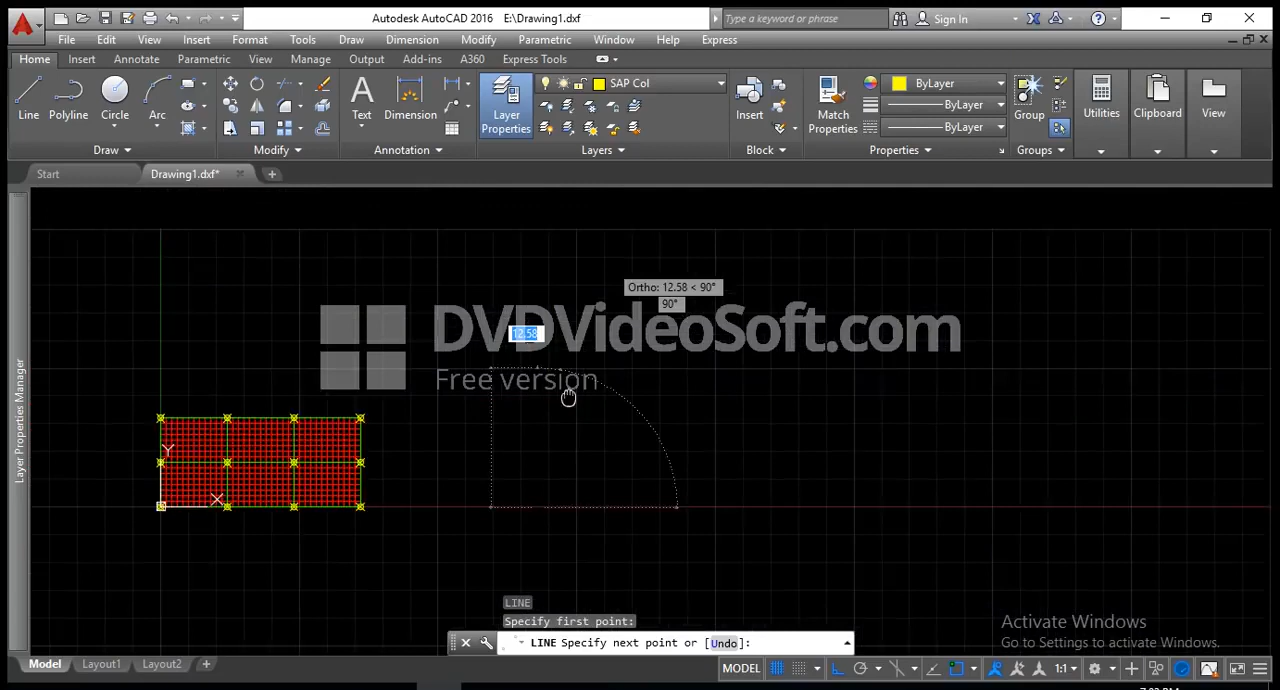 Autodesk AutoCAD 2016 E:\Drawing1.dxf
Type a keyword or phrase
Sign In
File Edit View Insert Format Tools Draw Dimension Modify Parametric Window Help Express
Home Insert Annotate Parametric View Manage Output Add-ins A360 Express Tools
SAP Col
ByLayer
ByLayer
ByLayer
Line Polyline Circle Arc
Text Dimension
Layer Properties
Insert
Match Properties
Group
Utilities
Clipboard
View
Draw Modify Annotation Layers Block Properties Groups
Start Drawing1.dxf*
Layer Properties Manager
Ortho: 12.58 < 90°
90°
12.58
DVDVideoSoft.com
Free version
Y
X
LINE
Specify first point:
LINE Specify next point or [Undo]:
Activate Windows
Go to Settings to activate Windows.
Model Layout1 Layout2
MODEL
1:1